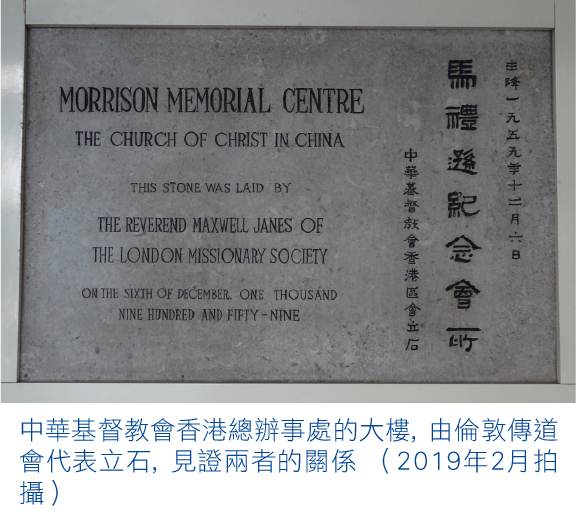 MORRISON MEMORIAL CENTRE
THE CHURCH OF CHRIST IN CHINA
THIS STONE WAS LAID BY
THE REVEREND MAXWELL JANES OF
THE LONDON MISSIONARY SOCIETY
ON THE SIXTH OF DECEMBER, ONE THOUSAND
NINE HUNDRED AND FIFTY-NINE
主降一九五九年十二月六日
馬禮遜紀念會所
中華基督教會香港區會立石
中華基督教會香港總辦事處的大樓, 由倫敦傳道
會代表立石, 見證兩者的關係 （2019年2月拍
攝）